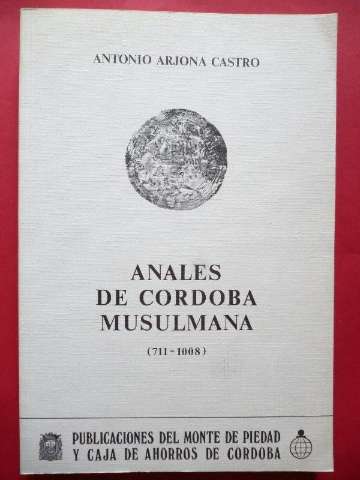 ANTONIO ARJONA CASTRO
ANALES
DE CORDOBA
MUSULMANA
(711-1008)
PUBLICACIONES DEL MONTE DE PIEDAD
Y CAJA DE AHORROS DE CORDOBA